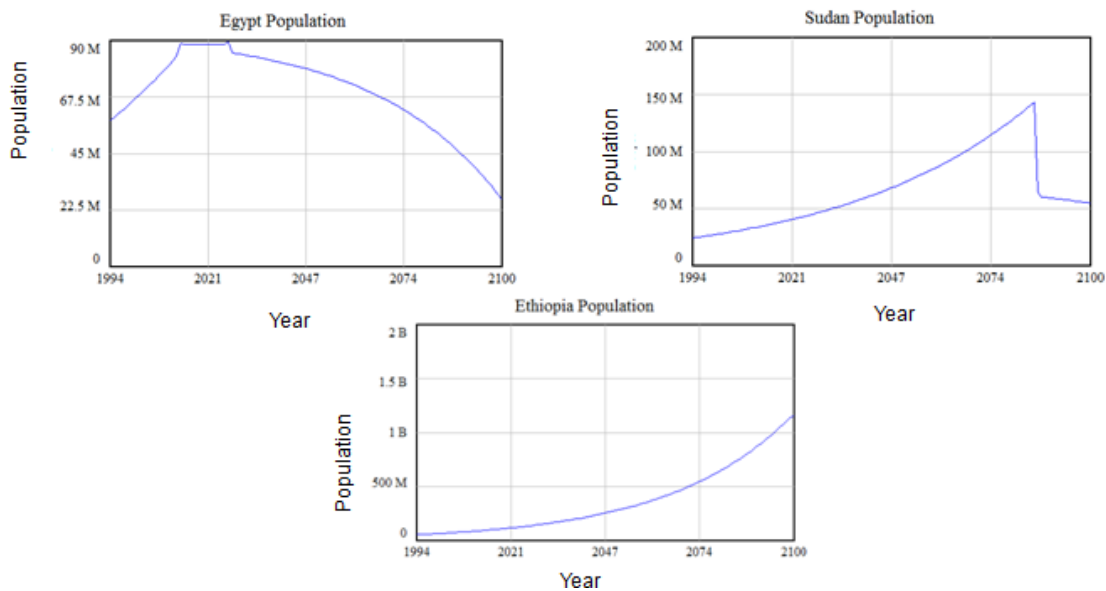 Egypt Population
Population
90 M
67.5 M
45 M
22.5 M
0
1994 2021 2047 2074 2100
Year
Sudan Population
Population
200 M
150 M
100 M
50 M
0
1994 2021 2047 2074 2100
Year
Ethiopia Population
Population
2 B
1.5 B
1 B
500 M
0
1994 2021 2047 2074 2100
Year